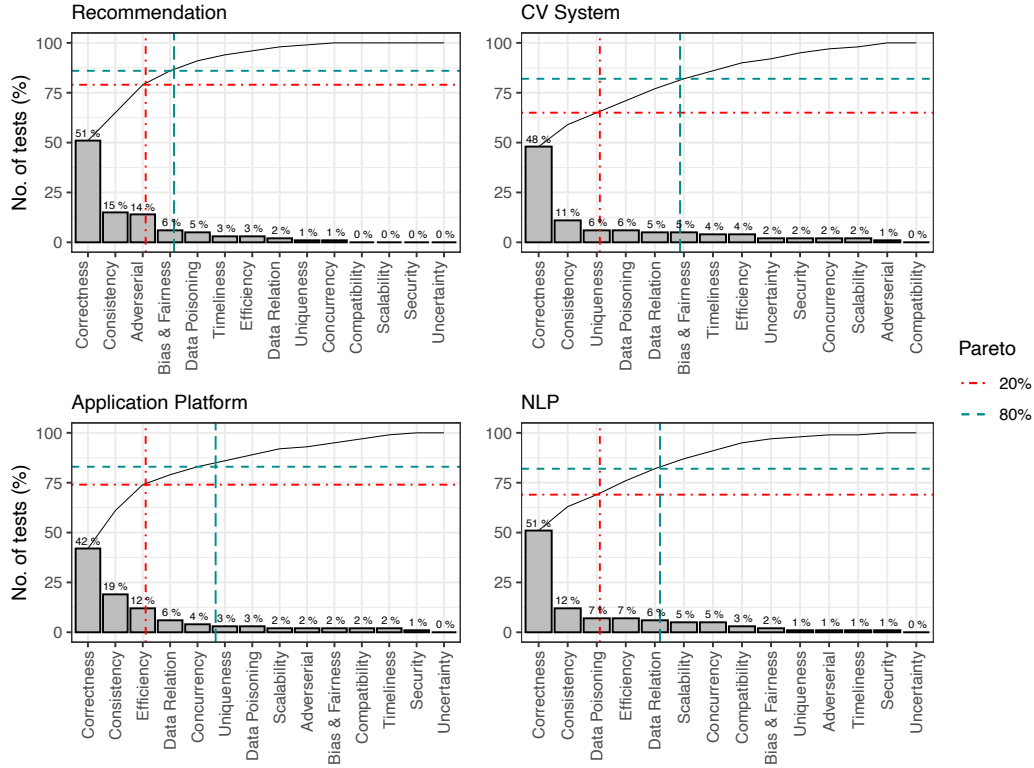 Recommendation
CV System
No. of tests (%)
100
75
50
25
0
51 %
15 %
14 %
6 %
5 %
3 %
3 %
2 %
1 %
1 %
0 %
0 %
0 %
0 %
Correctness
Consistency
Adverserial
Bias & Fairness
Data Poisoning
Timeliness
Efficiency
Data Relation
Uniqueness
Concurrency
Compatibility
Scalability
Security
Uncertainty
100
75
50
25
0
48 %
11 %
6 %
6 %
5 %
5 %
4 %
4 %
2 %
2 %
2 %
2 %
1 %
0 %
Correctness
Consistency
Uniqueness
Data Poisoning
Data Relation
Bias & Fairness
Timeliness
Efficiency
Uncertainty
Security
Concurrency
Scalability
Adverserial
Compatibility
Pareto
20%
80%
Application Platform
NLP
No. of tests (%)
100
75
50
25
0
42 %
19 %
12 %
6 %
4 %
3 %
3 %
2 %
2 %
2 %
2 %
2 %
1 %
0 %
Correctness
Consistency
Efficiency
Data Relation
Concurrency
Uniqueness
Data Poisoning
Scalability
Adverserial
Bias & Fairness
Compatibility
Timeliness
Security
Uncertainty
100
75
50
25
0
51 %
12 %
7 %
7 %
6 %
5 %
5 %
3 %
2 %
1 %
1 %
1 %
1 %
0 %
Correctness
Consistency
Data Poisoning
Efficiency
Data Relation
Scalability
Concurrency
Compatibility
Bias & Fairness
Uniqueness
Adverserial
Timeliness
Security
Uncertainty